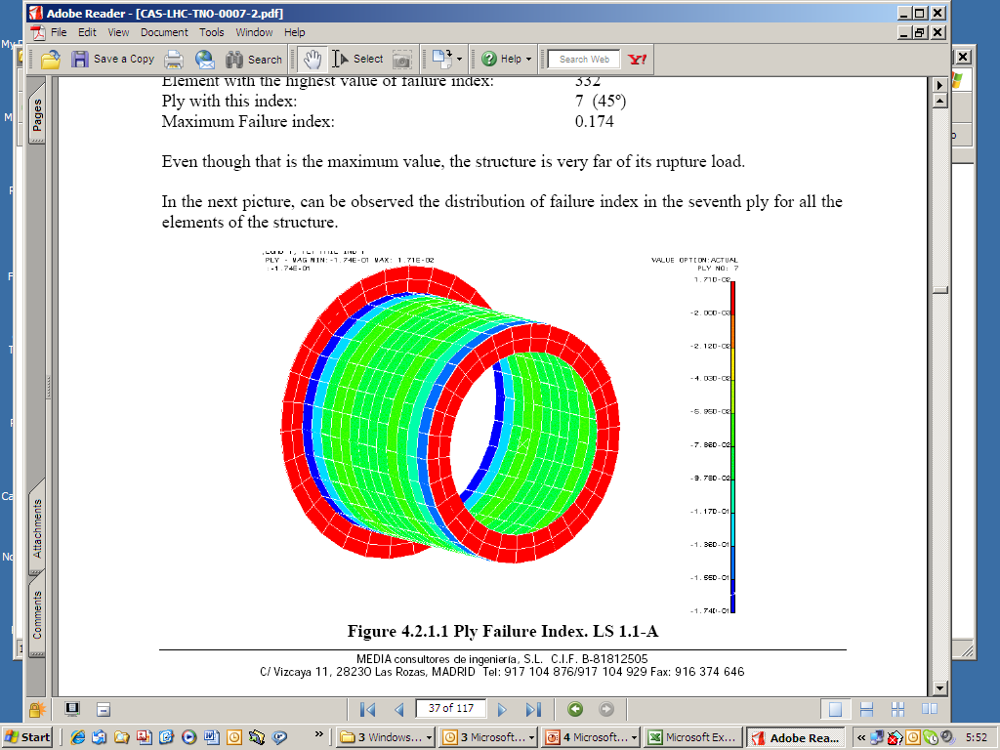 Adobe Reader - [CAS-LHC-TNO-0007-2.pdf]
File Edit View Document Tools Window Help
Save a Copy Search Select Help Search Web Y!
Pages
Attachments
Comments
Element with the highest value of failure index: 332
Ply with this index: 7 (45º)
Maximum Failure index: 0.174
Even though that is the maximum value, the structure is very far of its rupture load.
In the next picture, can be observed the distribution of failure index in the seventh ply for all the
elements of the structure.
PLY - MAG MIN:-1.74E-01 MAX: 1.71E-02
:-1.74E-01
VALUE OPTION:ACTUAL
PLY NO: 7
1.71D-02
-2.00D-03
-2.12D-02
-4.03D-02
-5.95D-02
-7.86D-02
-9.78D-02
-1.17D-01
-1.36D-01
-1.55D-01
-1.74D-01
Figure 4.2.1.1 Ply Failure Index. LS 1.1-A
MEDIA consultores de ingeniería, S.L. C.I.F. B-81812505
C/ Vizcaya 11, 28230 Las Rozas, MADRID Tel: 917 104 876/917 104 929 Fax: 916 374 646
37 of 117
Start » 3 Windows... 3 Microsoft... 4 Microsoft... Microsoft Ex... Adobe Rea... « 5:52